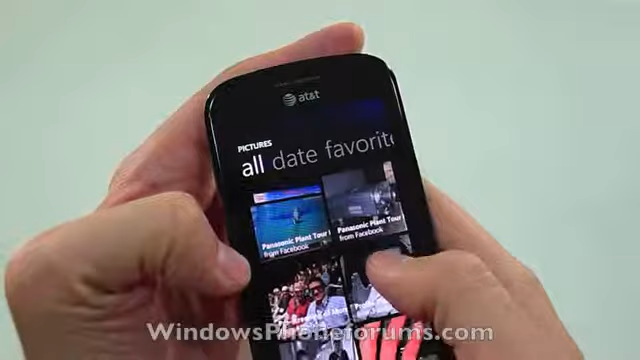 at&t
PICTURES
all date favorite
Panasonic Plant Tour
from Facebook
Panasonic Plant Tour
from Facebook
WindowsPhoneforums.com